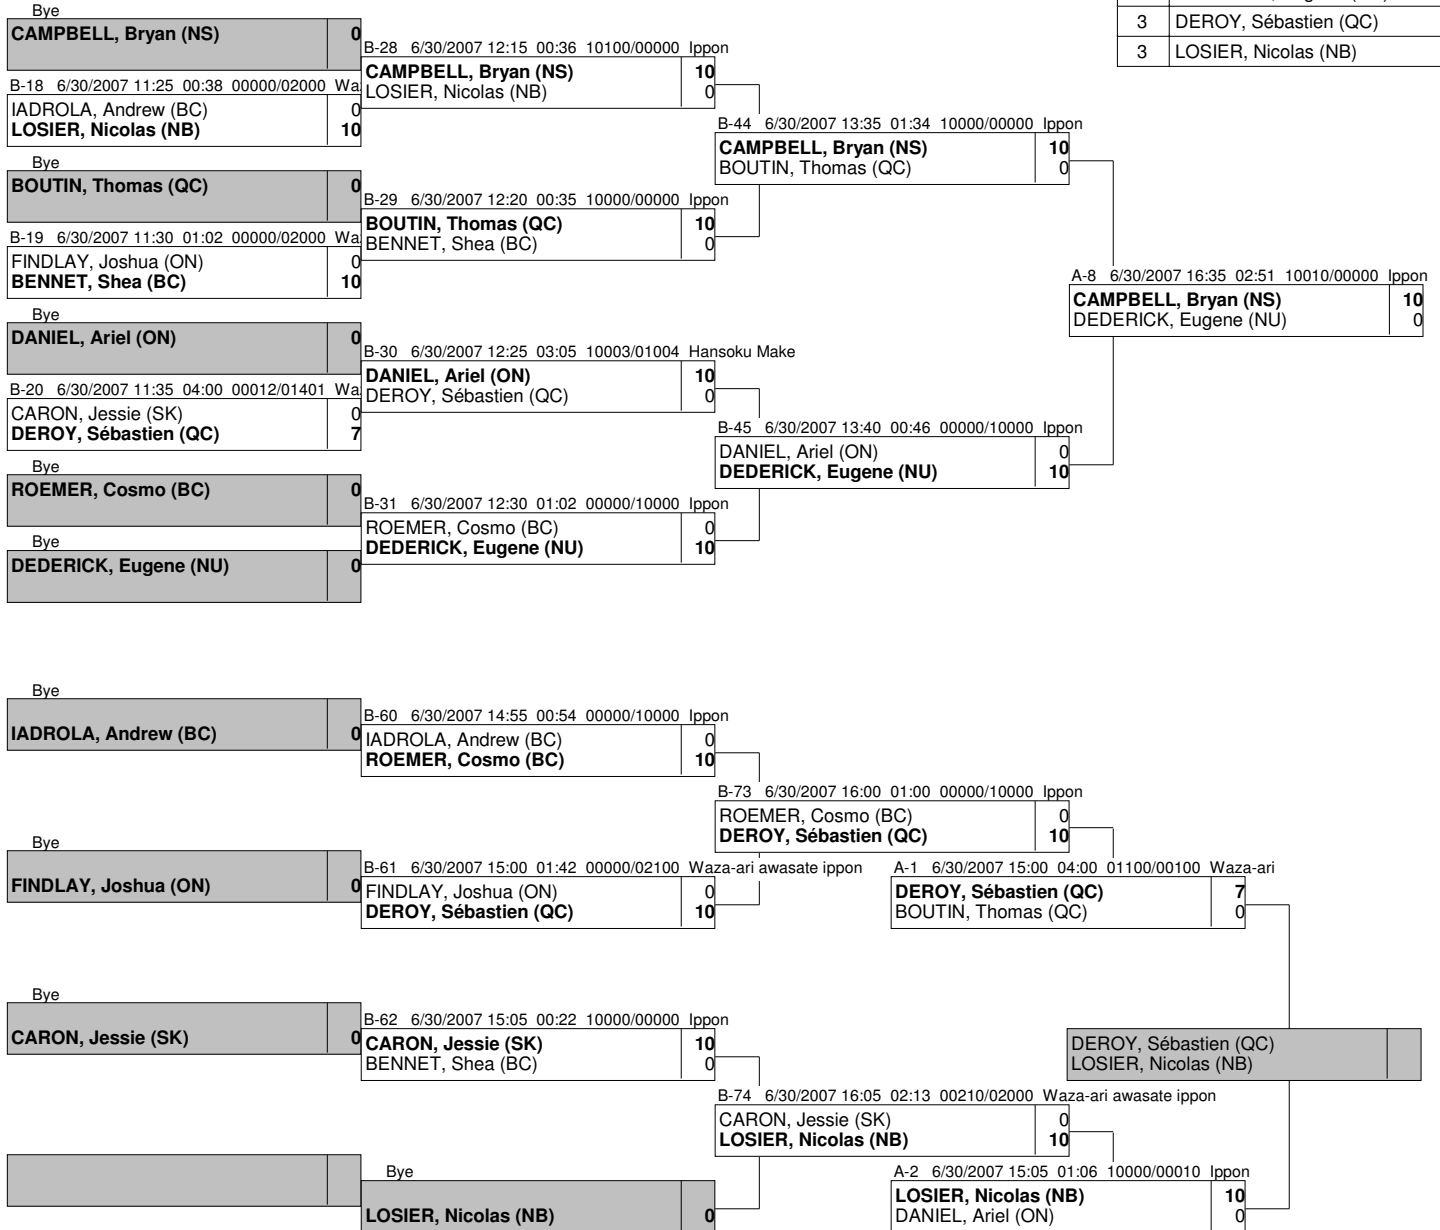 Bye
CAMPBELL, Bryan (NS) 0
3 DEROY, Sébastien (QC)
3 LOSIER, Nicolas (NB)
B-28 6/30/2007 12:15 00:36 10100/00000 Ippon
CAMPBELL, Bryan (NS) 10
LOSIER, Nicolas (NB) 0
B-18 6/30/2007 11:25 00:38 00000/02000 Wa
IADROLA, Andrew (BC) 0
LOSIER, Nicolas (NB) 10
B-44 6/30/2007 13:35 01:34 10000/00000 Ippon
CAMPBELL, Bryan (NS) 10
BOUTIN, Thomas (QC) 0
Bye
BOUTIN, Thomas (QC) 0
B-29 6/30/2007 12:20 00:35 10000/00000 Ippon
BOUTIN, Thomas (QC) 10
BENNET, Shea (BC) 0
B-19 6/30/2007 11:30 01:02 00000/02000 Wa
FINDLAY, Joshua (ON) 0
BENNET, Shea (BC) 10
A-8 6/30/2007 16:35 02:51 10010/00000 Ippon
CAMPBELL, Bryan (NS) 10
DEDERICK, Eugene (NU) 0
Bye
DANIEL, Ariel (ON) 0
B-30 6/30/2007 12:25 03:05 10003/01004 Hansoku Make
DANIEL, Ariel (ON) 10
DEROY, Sébastien (QC) 0
B-20 6/30/2007 11:35 04:00 00012/01401 Wa
CARON, Jessie (SK) 0
DEROY, Sébastien (QC) 7
B-45 6/30/2007 13:40 00:46 00000/10000 Ippon
DANIEL, Ariel (ON) 0
DEDERICK, Eugene (NU) 10
Bye
ROEMER, Cosmo (BC) 0
B-31 6/30/2007 12:30 01:02 00000/10000 Ippon
ROEMER, Cosmo (BC) 0
DEDERICK, Eugene (NU) 10
Bye
DEDERICK, Eugene (NU) 0
Bye
IADROLA, Andrew (BC) 0
B-60 6/30/2007 14:55 00:54 00000/10000 Ippon
IADROLA, Andrew (BC) 0
ROEMER, Cosmo (BC) 10
B-73 6/30/2007 16:00 01:00 00000/10000 Ippon
ROEMER, Cosmo (BC) 0
DEROY, Sébastien (QC) 10
Bye
FINDLAY, Joshua (ON) 0
B-61 6/30/2007 15:00 01:42 00000/02100 Waza-ari awasate ippon
FINDLAY, Joshua (ON) 0
DEROY, Sébastien (QC) 10
A-1 6/30/2007 15:00 04:00 01100/00100 Waza-ari
DEROY, Sébastien (QC) 7
BOUTIN, Thomas (QC) 0
Bye
CARON, Jessie (SK) 0
B-62 6/30/2007 15:05 00:22 10000/00000 Ippon
CARON, Jessie (SK) 10
BENNET, Shea (BC) 0
DEROY, Sébastien (QC)
LOSIER, Nicolas (NB)
B-74 6/30/2007 16:05 02:13 00210/02000 Waza-ari awasate ippon
CARON, Jessie (SK) 0
LOSIER, Nicolas (NB) 10
Bye
LOSIER, Nicolas (NB) 0
A-2 6/30/2007 15:05 01:06 10000/00010 Ippon
LOSIER, Nicolas (NB) 10
DANIEL, Ariel (ON) 0